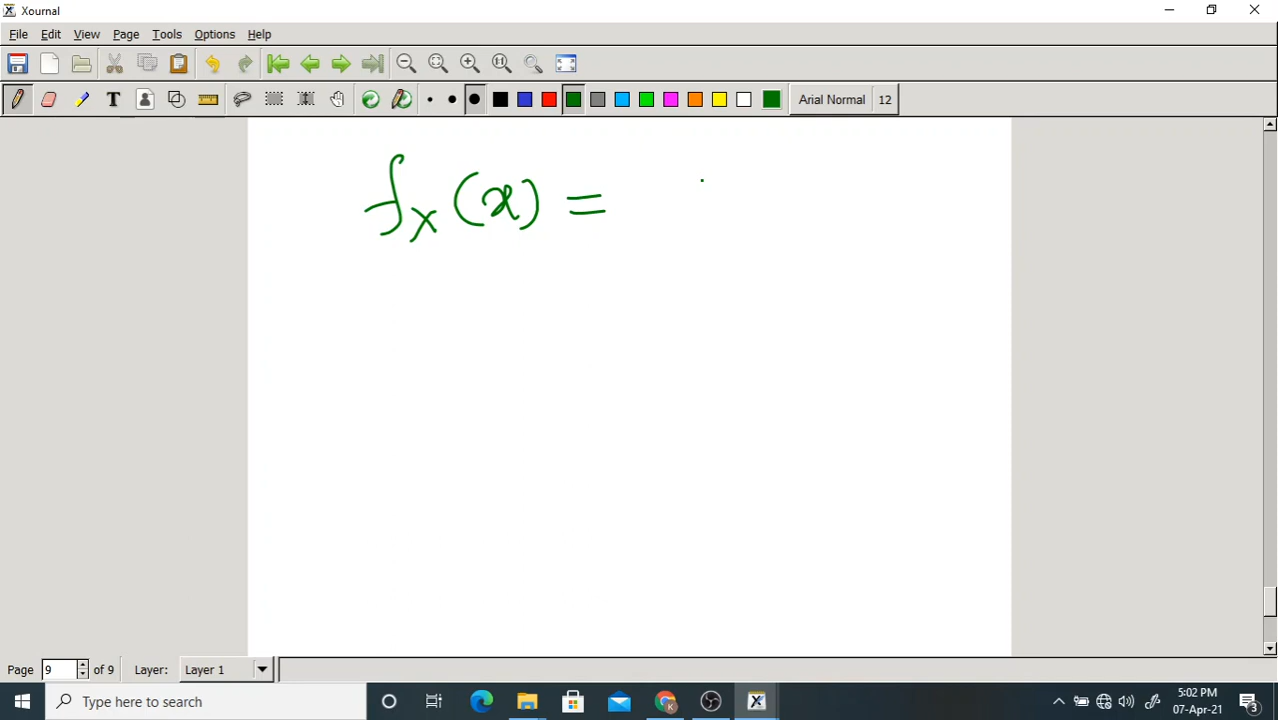 Xournal
File Edit View Page Tools Options Help
Arial Normal 12
f_X (x) =
Page 9 of 9 Layer: Layer 1
Type here to search
5:02 PM
07-Apr-21
3